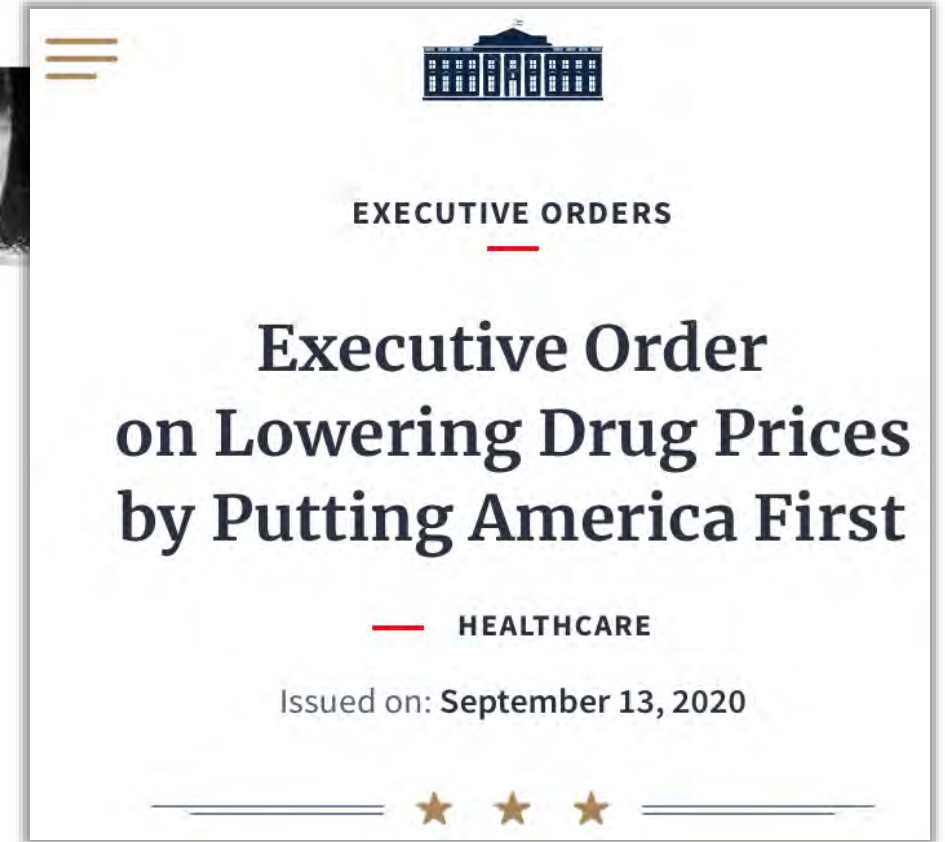 EXECUTIVE ORDERS
Executive Order
on Lowering Drug Prices
by Putting America First
HEALTHCARE
Issued on: September 13, 2020